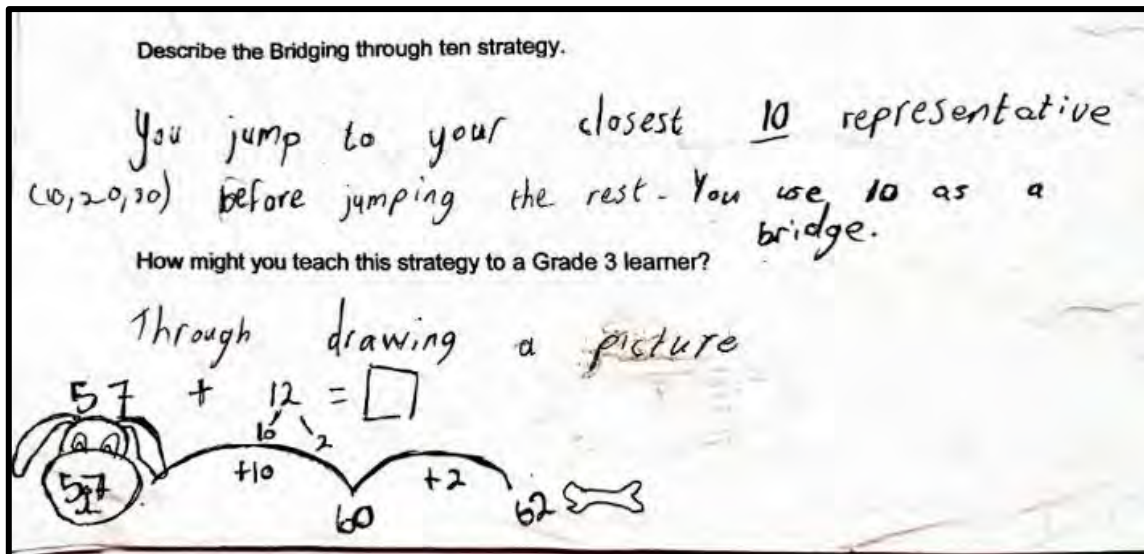 Describe the Bridging through ten strategy.
You jump to your closest 10 representative
(10,20,30) before jumping the rest. You use 10 as a
bridge.
How might you teach this strategy to a Grade 3 learner?
Through drawing a picture
57 + 12 = □
10 2
57 +10 +2
60 62